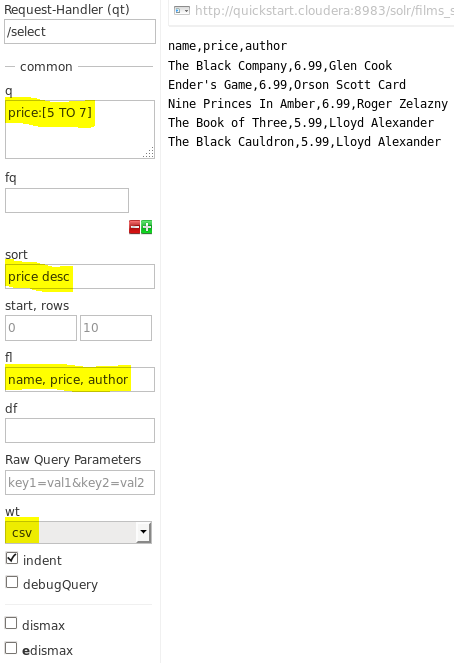 Request-Handler (qt)
/select
common
q
price:[5 TO 7]
fq
sort
price desc
start, rows
0
10
fl
name, price, author
df
Raw Query Parameters
key1=val1&key2=val2
wt
csv
indent
debugQuery
dismax
edismax
http://quickstart.cloudera:8983/solr/films_s
name,price,author
The Black Company,6.99,Glen Cook
Ender's Game,6.99,Orson Scott Card
Nine Princes In Amber,6.99,Roger Zelazny
The Book of Three,5.99,Lloyd Alexander
The Black Cauldron,5.99,Lloyd Alexander